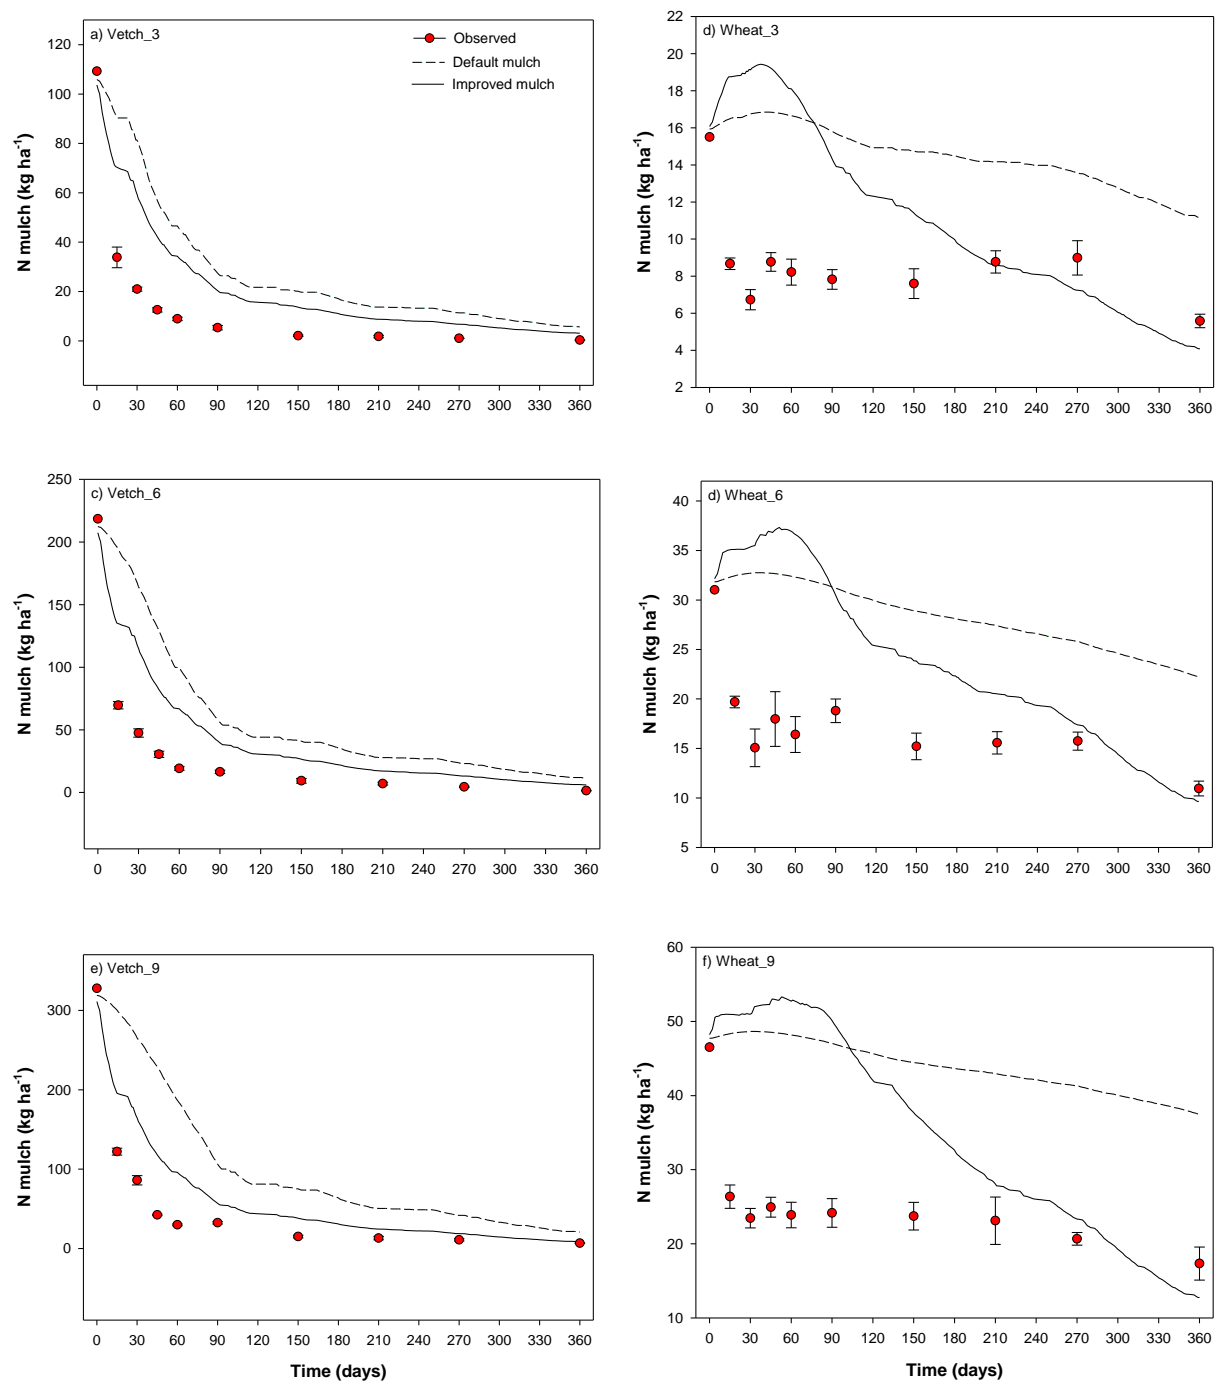 a) Vetch_3
Observed
Default mulch
Improved mulch
N mulch (kg ha-1)
120
100
80
60
40
20
0
0 30 60 90 120 150 180 210 240 270 300 330 360
d) Wheat_3
N mulch (kg ha-1)
22
20
18
16
14
12
10
8
6
4
2
0 30 60 90 120 150 180 210 240 270 300 330 360
c) Vetch_6
N mulch (kg ha-1)
250
200
150
100
50
0
0 30 60 90 120 150 180 210 240 270 300 330 360
d) Wheat_6
N mulch (kg ha-1)
40
35
30
25
20
15
10
5
0 30 60 90 120 150 180 210 240 270 300 330 360
e) Vetch_9
N mulch (kg ha-1)
300
200
100
0
0 30 60 90 120 150 180 210 240 270 300 330 360
Time (days)
f) Wheat_9
N mulch (kg ha-1)
60
50
40
30
20
10
0 30 60 90 120 150 180 210 240 270 300 330 360
Time (days)